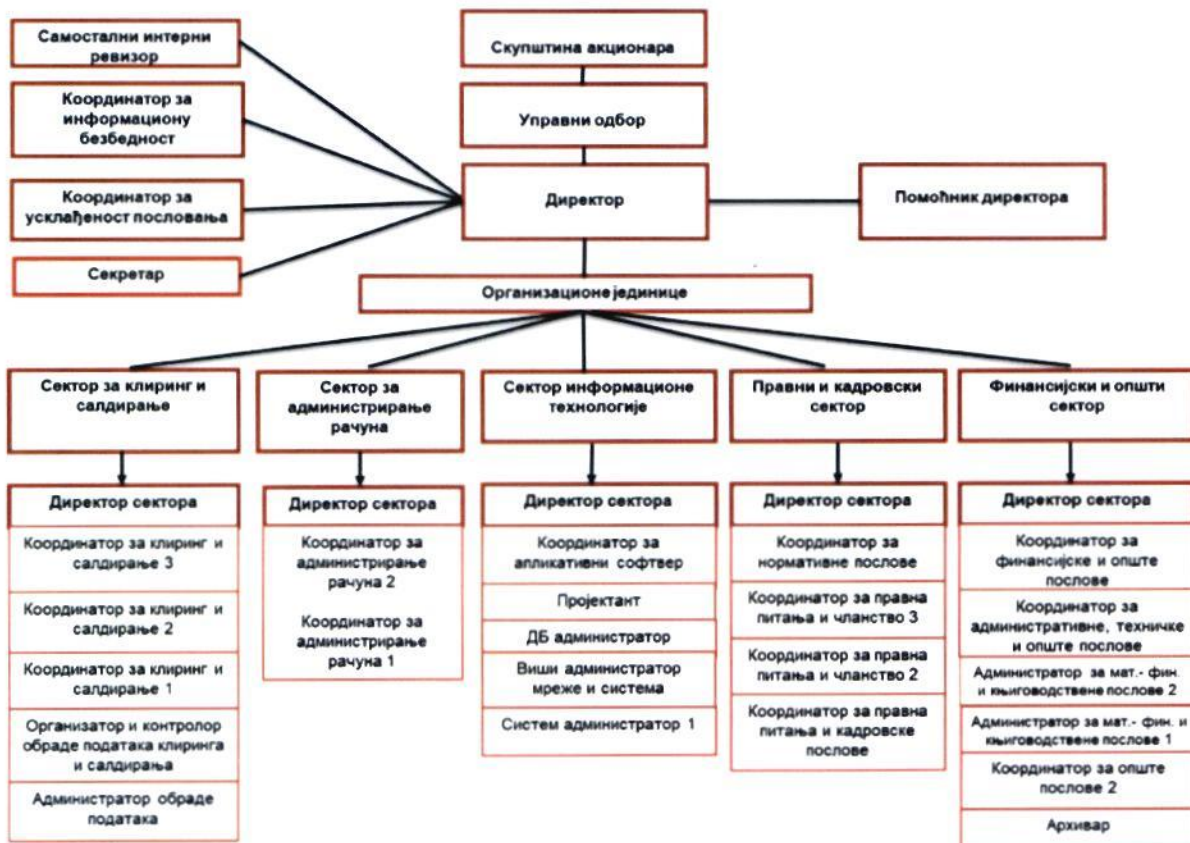 Самостални интерни
ревизор
Скупштина акционара
Координатор за
информациону
безбедност
Управни одбор
Координатор за
усклађеност пословања
Директор
Помоћник директора
Секретар
Организационе јединице
Сектор за клиринг и
салдирање
Сектор за
администрирање
рачуна
Сектор информационе
технологије
Правни и кадровски
сектор
Финансијски и општи
сектор
Директор сектора
Координатор за клиринг и
салдирање 3
Координатор за клиринг и
салдирање 2
Координатор за клиринг и
салдирање 1
Организатор и контролор
обраде података клиринга
и салдирања
Администратор обраде
података
Директор сектора
Координатор за
администрирање
рачуна 2
Координатор за
администрирање
рачуна 1
Директор сектора
Координатор за
апликативни софтвер
Пројектант
ДБ администратор
Виши администратор
мреже и система
Систем администратор 1
Директор сектора
Координатор за
нормативне послове
Координатор за правна
питања и чланство 3
Координатор за правна
питања и чланство 2
Координатор за правна
питања и кадровске
послове
Директор сектора
Координатор за
финансијске и опште
послове
Координатор за
административне, техничке
и опште послове
Администратор за мат.- фин.
и књиговодствене послове 2
Администратор за мат.- фин. и
књиговодствене послове 1
Координатор за опште
послове 2
Архивар